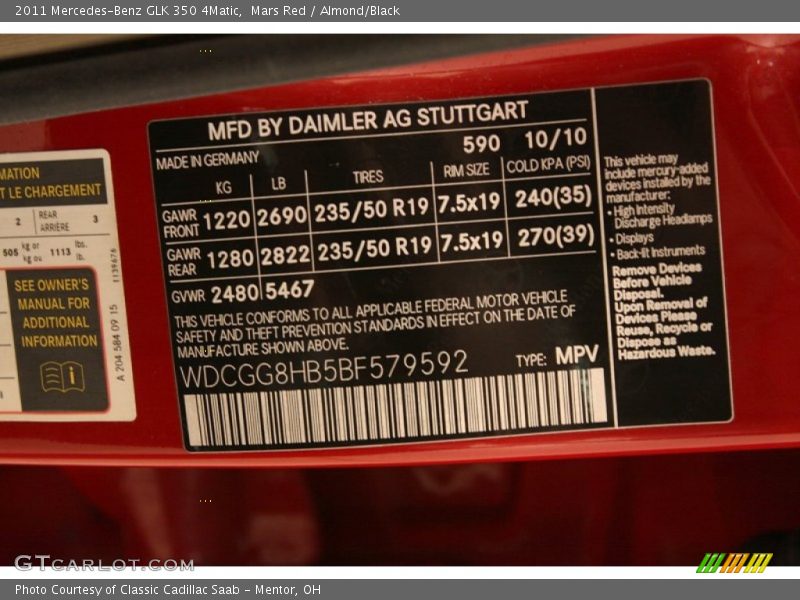 2011 Mercedes-Benz GLK 350 4Matic,  Mars Red / Almond/Black
MATION
T LE CHARGEMENT
2 REAR ARRIÈRE 3
505 kg or kg ou 1113 lbs. lb.
SEE OWNER'S
MANUAL FOR
ADDITIONAL
INFORMATION
i
1139676
A 204 584 09 15
MFD BY DAIMLER AG STUTTGART
MADE IN GERMANY 590 10/10
KG LB TIRES RIM SIZE COLD KPA (PSI)
GAWR FRONT 1220 2690 235/50 R19 7.5x19 240(35)
GAWR REAR 1280 2822 235/50 R19 7.5x19 270(39)
GVWR 2480 5467
THIS VEHICLE CONFORMS TO ALL APPLICABLE FEDERAL MOTOR VEHICLE
SAFETY AND THEFT PREVENTION STANDARDS IN EFFECT ON THE DATE OF
MANUFACTURE SHOWN ABOVE.
WDCGG8HB5BF579592 TYPE: MPV
This vehicle may
include mercury-added
devices installed by the
manufacturer:
• High Intensity
Discharge Headlamps
• Displays
• Back-lit Instruments
Remove Devices
Before Vehicle
Disposal.
Upon Removal of
Devices Please
Reuse, Recycle or
Dispose as
Hazardous Waste.
GTCARLOT.COM
Photo Courtesy of Classic Cadillac Saab - Mentor, OH